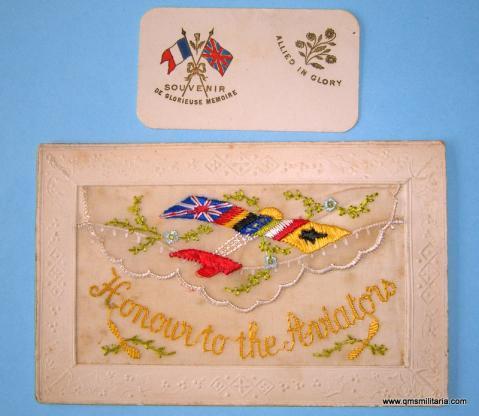 SOUVENIR
DE GLORIEUSE MEMOIRE
ALLIED IN GLORY
Honour to the Aviators
www.qmsmilitaria.com